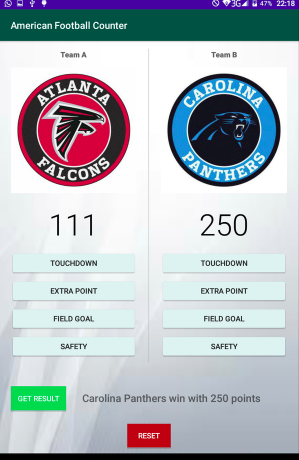 3G 47% 22:18
American Football Counter
Team A
Team B
ATLANTA
FALCONS
CAROLINA
PANTHERS
111
250
TOUCHDOWN
TOUCHDOWN
EXTRA POINT
EXTRA POINT
FIELD GOAL
FIELD GOAL
SAFETY
SAFETY
GET RESULT
Carolina Panthers win with 250 points
RESET